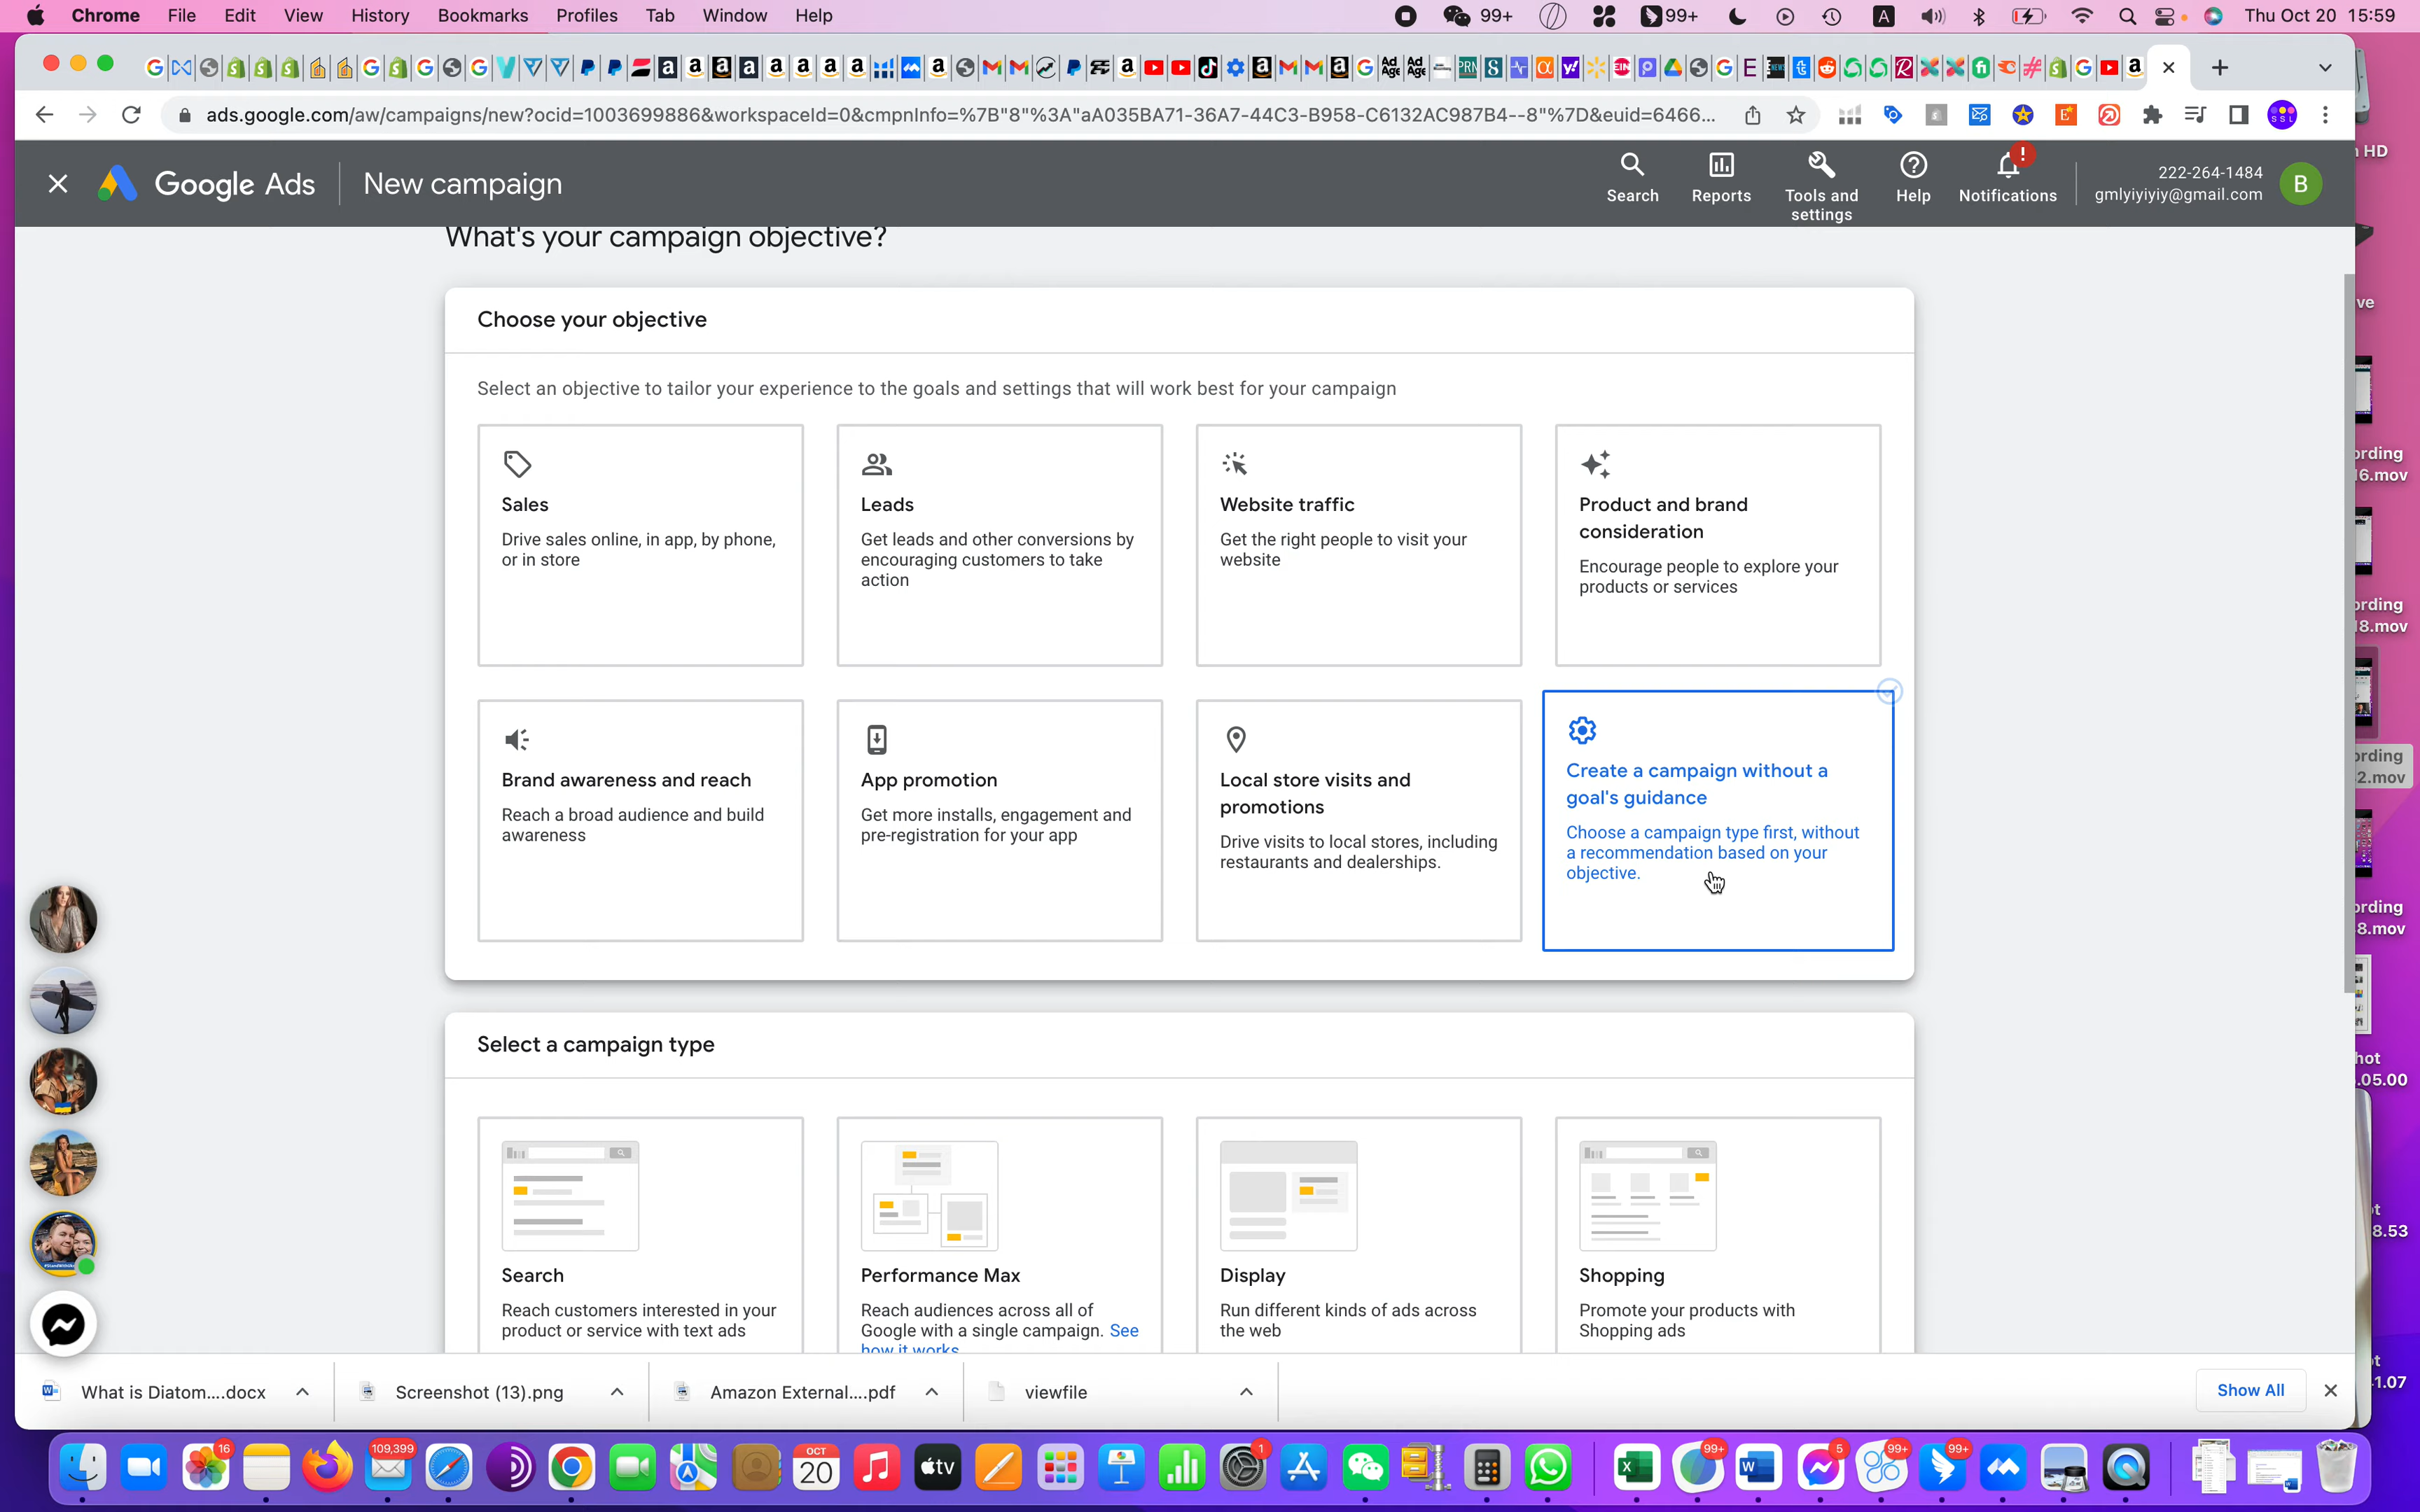 Chrome File Edit View History Bookmarks Profiles Tab Window Help 99+ 99+ A Thu Oct 20 15:59
ads.google.com/aw/campaigns/new?ocid=1003699886&workspaceId=0&cmpnInfo=%7B"8"%3A"aA035BA71-36A7-44C3-B958-C6132AC987B4--8"%7D&euid=6466...
Google Ads New campaign
Search Reports Tools and settings Help Notifications
222-264-1484
gmlyiyiyiy@gmail.com
B
What's your campaign objective?
Choose your objective
Select an objective to tailor your experience to the goals and settings that will work best for your campaign
Sales
Drive sales online, in app, by phone,
or in store
Leads
Get leads and other conversions by
encouraging customers to take
action
Website traffic
Get the right people to visit your
website
Product and brand
consideration
Encourage people to explore your
products or services
Brand awareness and reach
Reach a broad audience and build
awareness
App promotion
Get more installs, engagement and
pre-registration for your app
Local store visits and
promotions
Drive visits to local stores, including
restaurants and dealerships.
Create a campaign without a
goal's guidance
Choose a campaign type first, without
a recommendation based on your
objective.
Select a campaign type
Search
Reach customers interested in your
product or service with text ads
Performance Max
Reach audiences across all of
Google with a single campaign. See
how it works
Display
Run different kinds of ads across
the web
Shopping
Promote your products with
Shopping ads
What is Diatom....docx
Screenshot (13).png
Amazon External....pdf
viewfile
Show All
HD
ording
16.mov
ording
18.mov
ording
2.mov
ording
8.mov
hot
.05.00
8.53
1.07
16
109,399
OCT
20
tv
1
99+
5
99+
99+